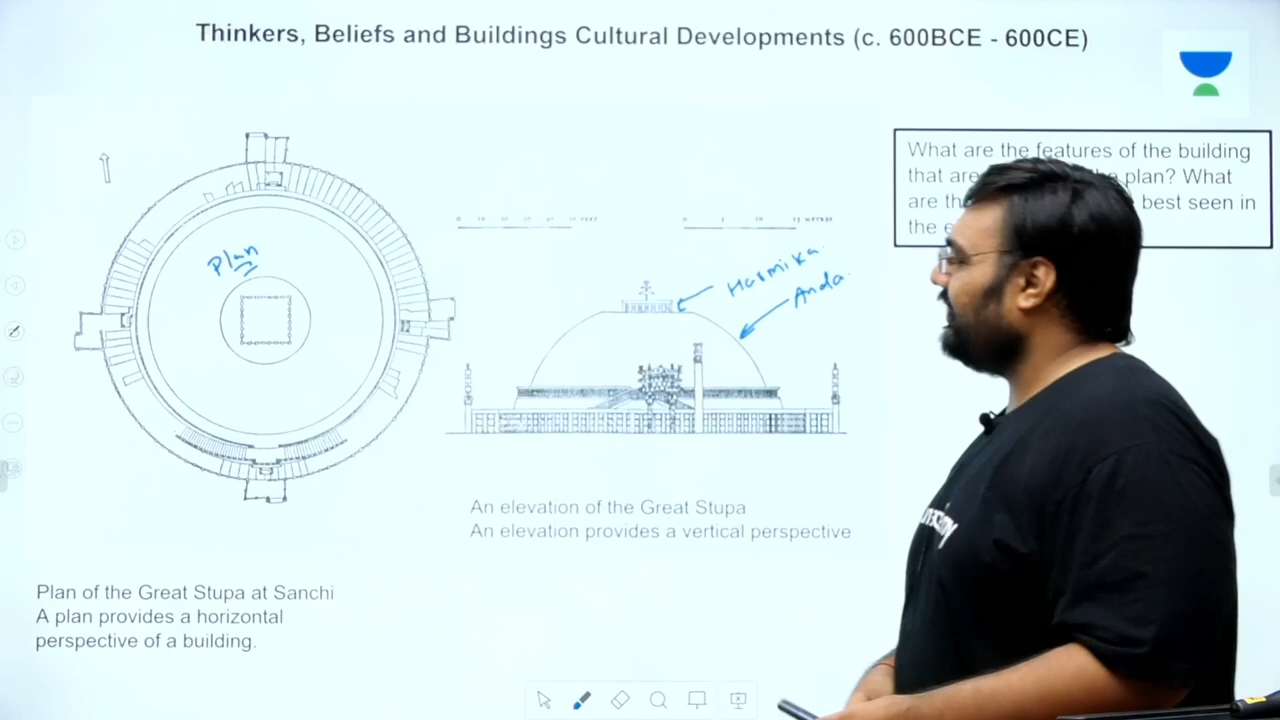 Thinkers, Beliefs and Buildings Cultural Developments (c. 600BCE - 600CE)
What are the features of the building
that are plan? What
are best seen in
the
Plan
Harmika
Anda
An elevation of the Great Stupa
An elevation provides a vertical perspective
Plan of the Great Stupa at Sanchi
A plan provides a horizontal
perspective of a building.